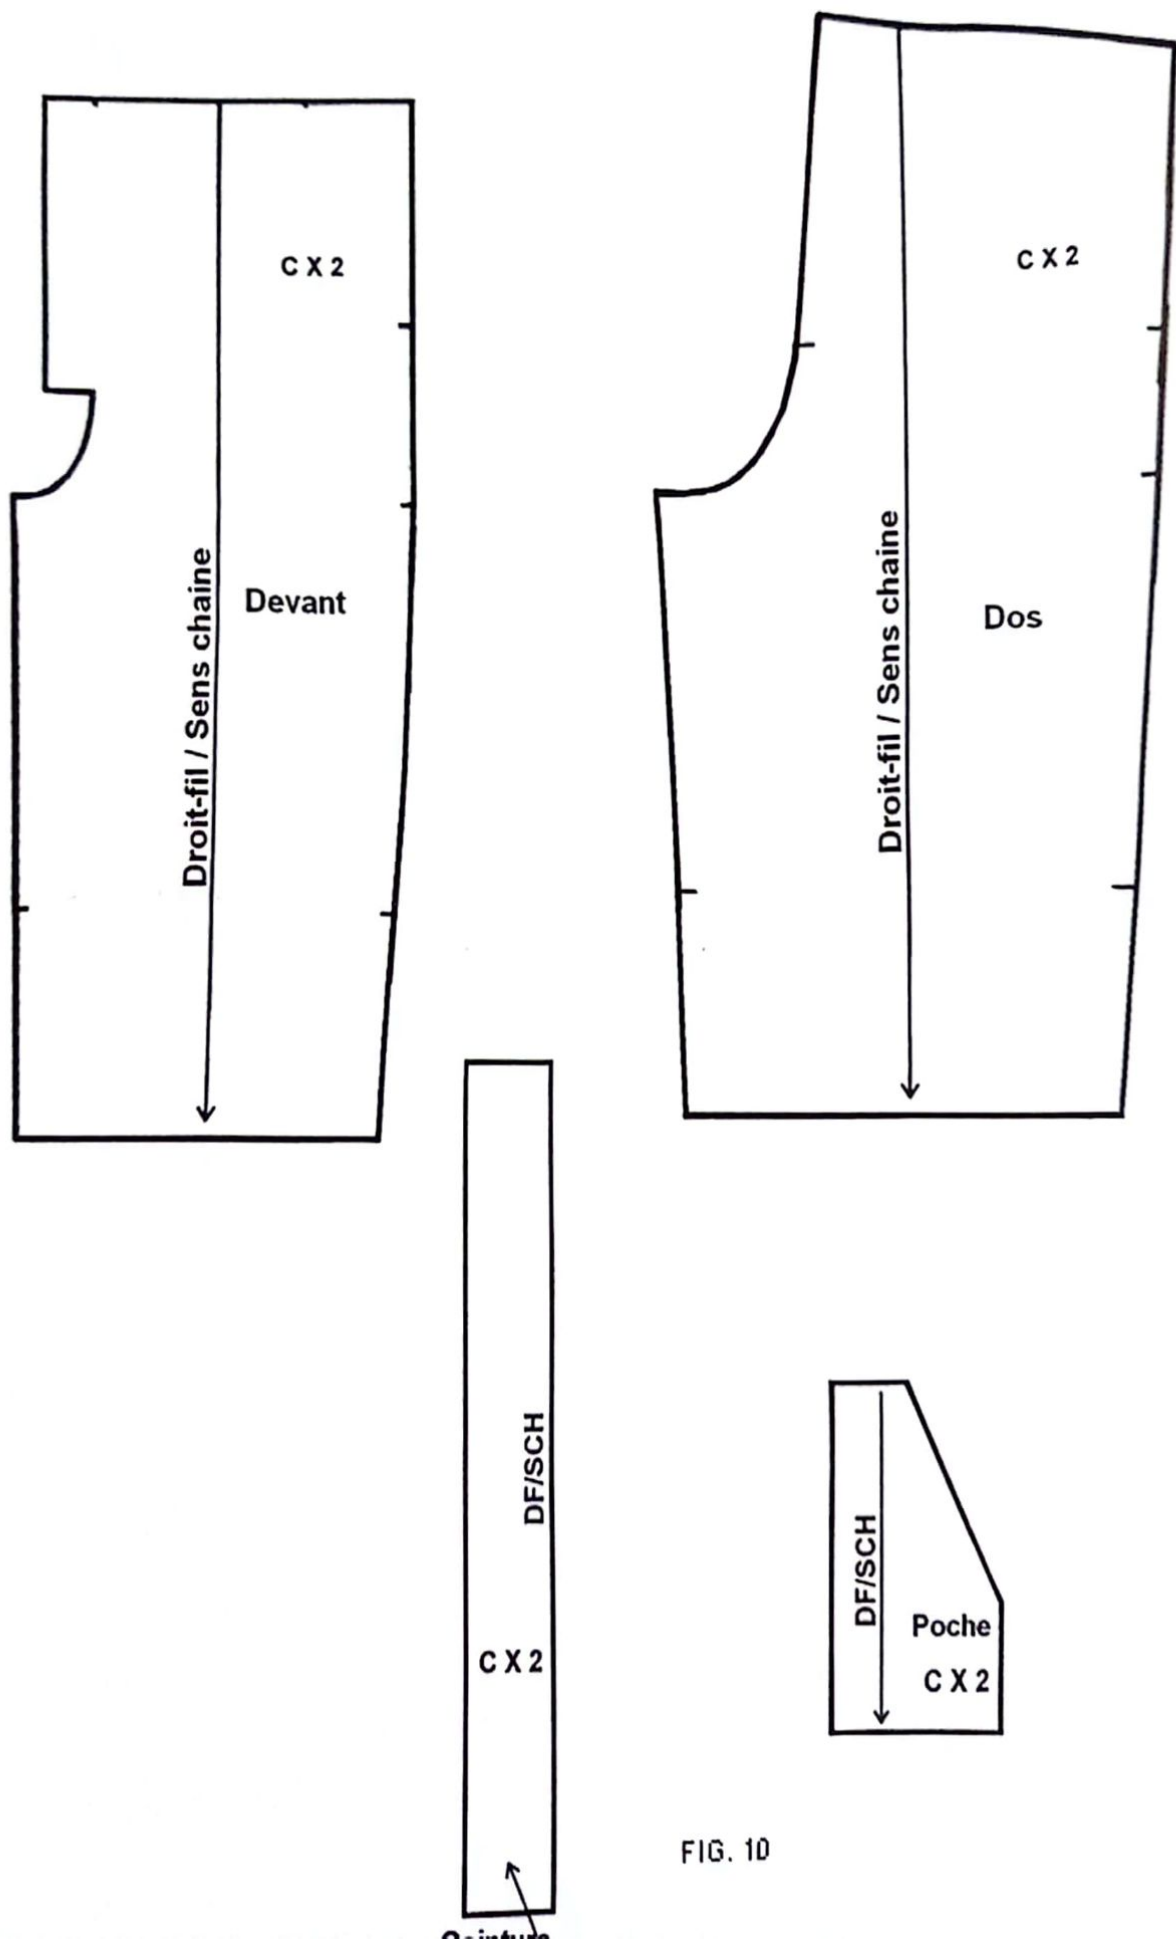 C X 2
Droit-fil / Sens chaine
Devant
C X 2
Droit-fil / Sens chaine
Dos
DF/SCH
C X 2
DF/SCH
Poche
C X 2
FIG. 10
Ceinture